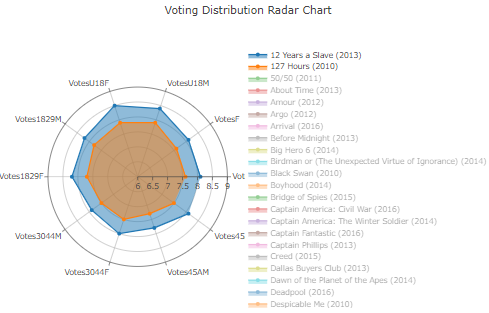 Voting Distribution Radar Chart
VotesU18F
VotesU18M
Votes1829M
VotesF
Votes1829F
6 6.5 7 7.5 8 8.5 9
Vot
Votes3044M
Votes45
Votes3044F
Votes45AM
12 Years a Slave (2013)
127 Hours (2010)
50/50 (2011)
About Time (2013)
Amour (2012)
Argo (2012)
Arrival (2016)
Before Midnight (2013)
Big Hero 6 (2014)
Birdman or (The Unexpected Virtue of Ignorance) (2014)
Black Swan (2010)
Boyhood (2014)
Bridge of Spies (2015)
Captain America: Civil War (2016)
Captain America: The Winter Soldier (2014)
Captain Fantastic (2016)
Captain Phillips (2013)
Creed (2015)
Dallas Buyers Club (2013)
Dawn of the Planet of the Apes (2014)
Deadpool (2016)
Despicable Me (2010)